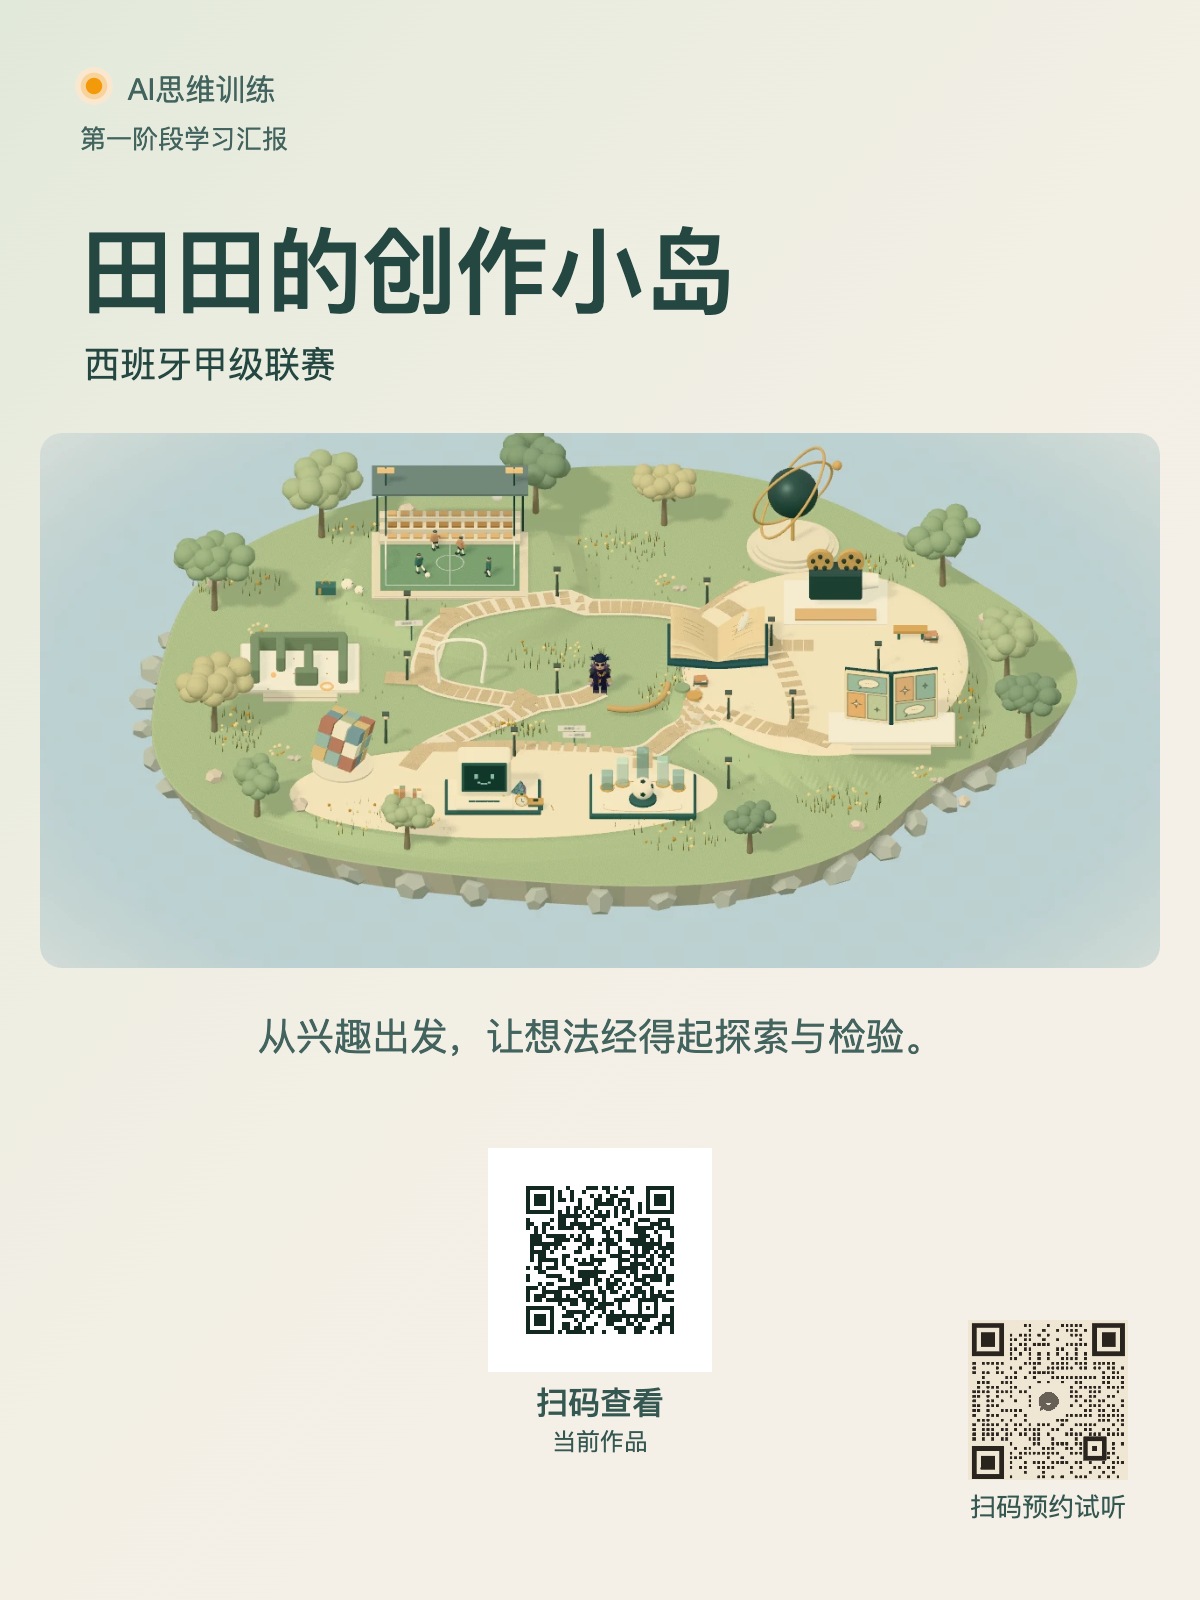 AI思维训练
第一阶段学习汇报
田田的创作小岛
西班牙甲级联赛
从兴趣出发，让想法经得起探索与检验。
扫码查看
当前作品
扫码预约试听